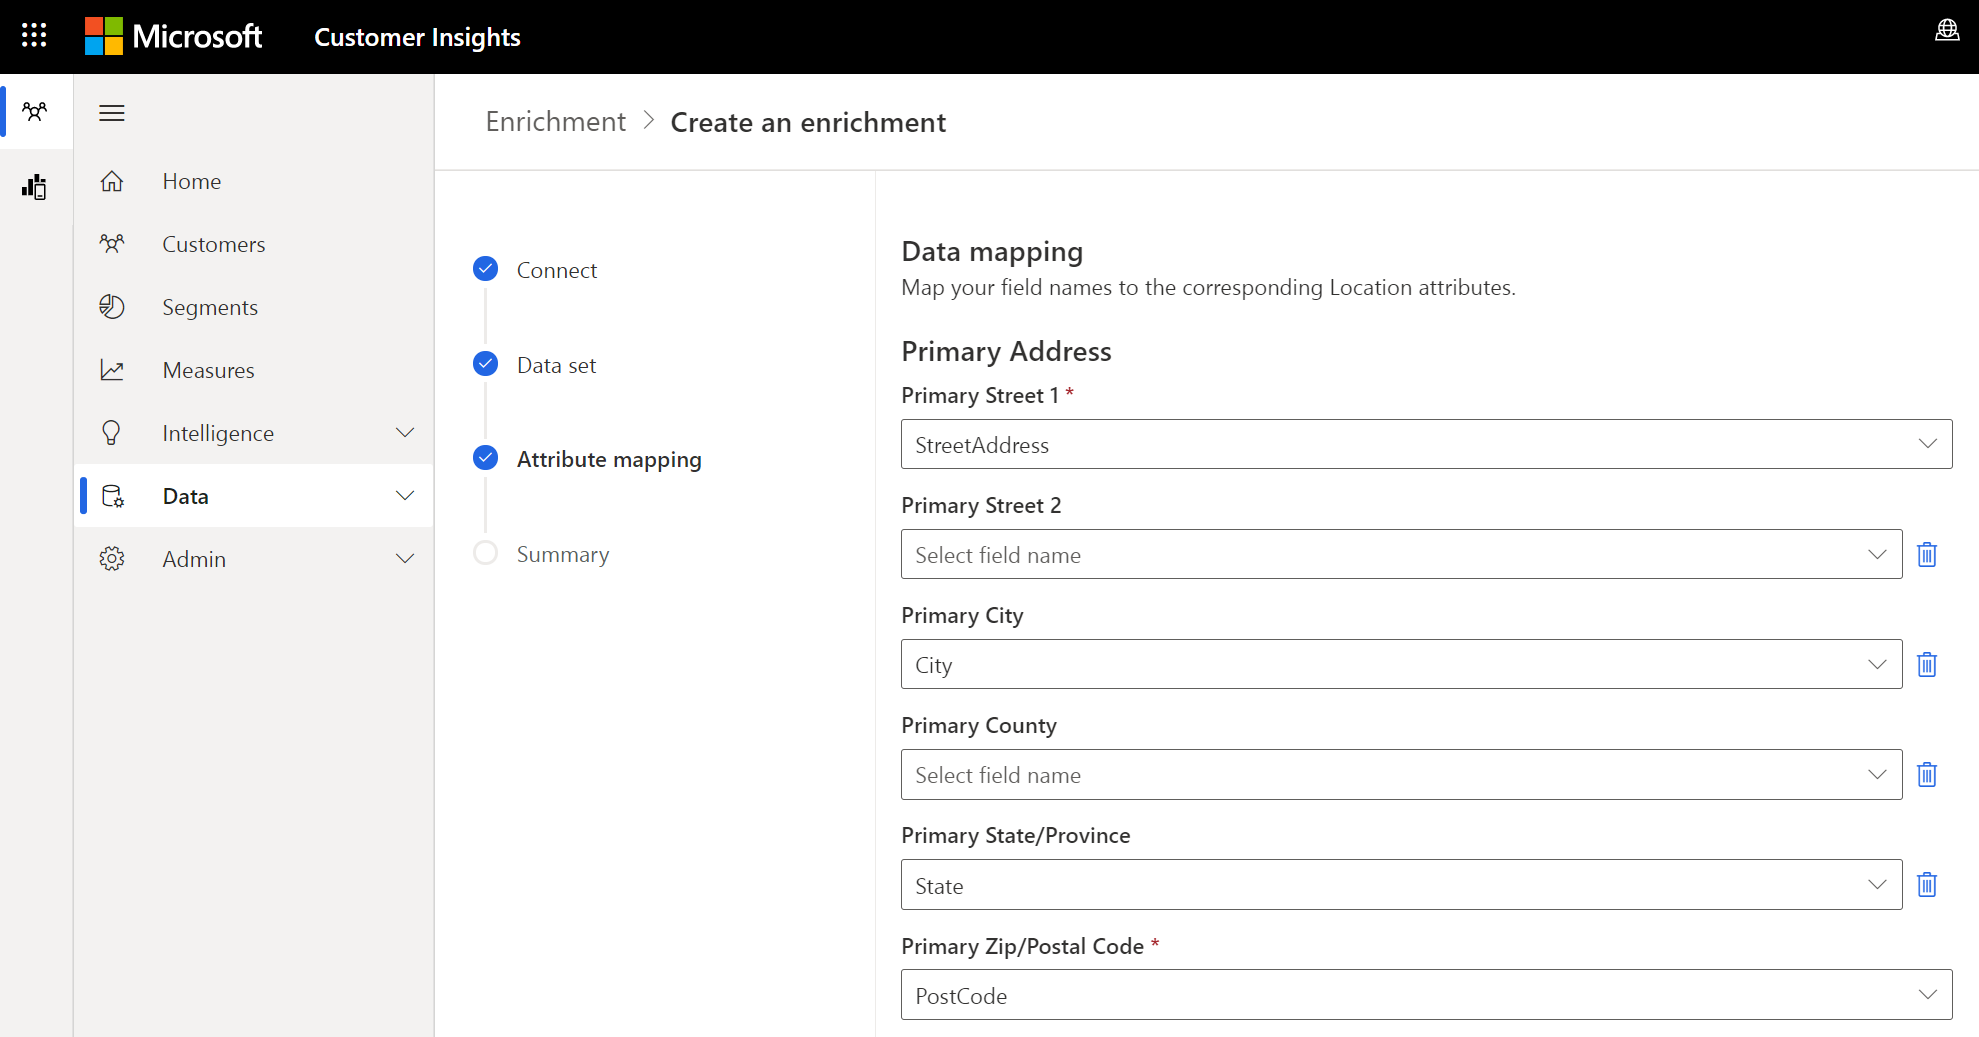 Microsoft Customer Insights
Enrichment > Create an enrichment
Home
Customers
Segments
Measures
Intelligence
Data
Admin
Connect
Data set
Attribute mapping
Summary
Data mapping
Map your field names to the corresponding Location attributes.
Primary Address
Primary Street 1 *
StreetAddress
Primary Street 2
Select field name
Primary City
City
Primary County
Select field name
Primary State/Province
State
Primary Zip/Postal Code *
PostCode